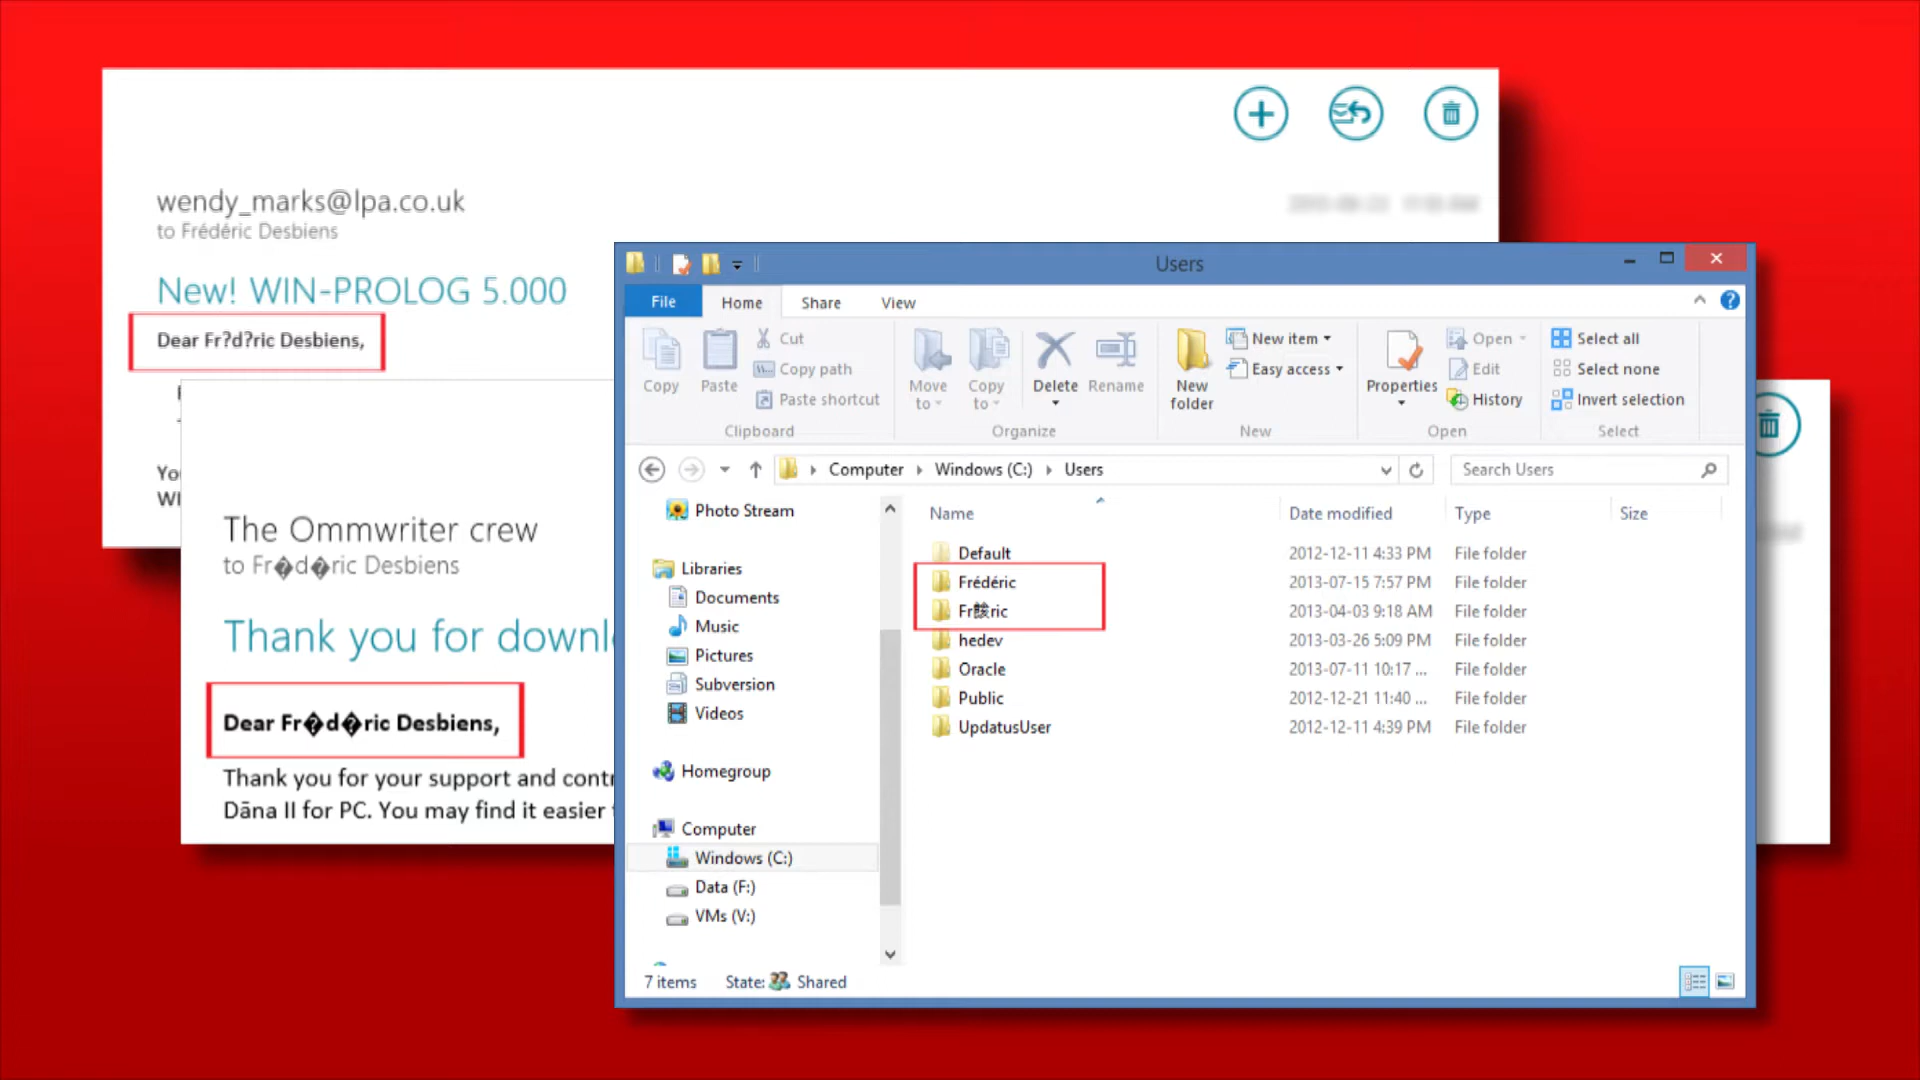 wendy_marks@lpa.co.uk
to Frédéric Desbiens
New! WIN-PROLOG 5.000
Dear Fr?d?ric Desbiens,
The Ommwriter crew
to Fr�d�ric Desbiens
Thank you for downl
Dear Fr�d�ric Desbiens,
Thank you for your support and contr
Dāna II for PC. You may find it easier
Users
File Home Share View
Copy
Paste
Cut
Copy path
Paste shortcut
Clipboard
Move to
Copy to
Delete
Rename
Organize
New folder
New item
Easy access
New
Properties
Open
Edit
History
Open
Select all
Select none
Invert selection
Select
Computer Windows (C:) Users
Search Users
Photo Stream
Libraries
Documents
Music
Pictures
Subversion
Videos
Homegroup
Computer
Windows (C:)
Data (F:)
VMs (V:)
Name Date modified Type Size
Default 2012-12-11 4:33 PM File folder
Frédéric 2013-07-15 7:57 PM File folder
Fr餩ric 2013-04-03 9:18 AM File folder
hedev 2013-03-26 5:09 PM File folder
Oracle 2013-07-11 10:17 ... File folder
Public 2012-12-21 11:40 ... File folder
UpdatusUser 2012-12-11 4:39 PM File folder
7 items State: Shared